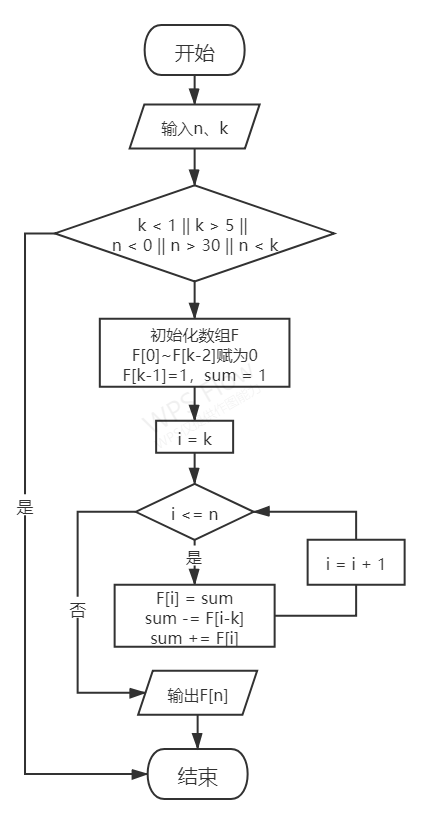 开始
输入n、k
k < 1 || k > 5 ||
n < 0 || n > 30 || n < k
初始化数组F
F[0]~F[k-2]赋为0
F[k-1]=1，sum = 1
i = k
i <= n
是
是
i = i + 1
否
F[i] = sum
sum -= F[i-k]
sum += F[i]
输出F[n]
结束